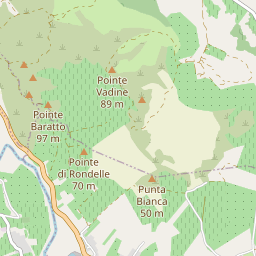 Pointe
Vadine
89 m
Pointe
Baratto
97 m
Pointe
di Rondelle
70 m
Punta
Bianca
50 m